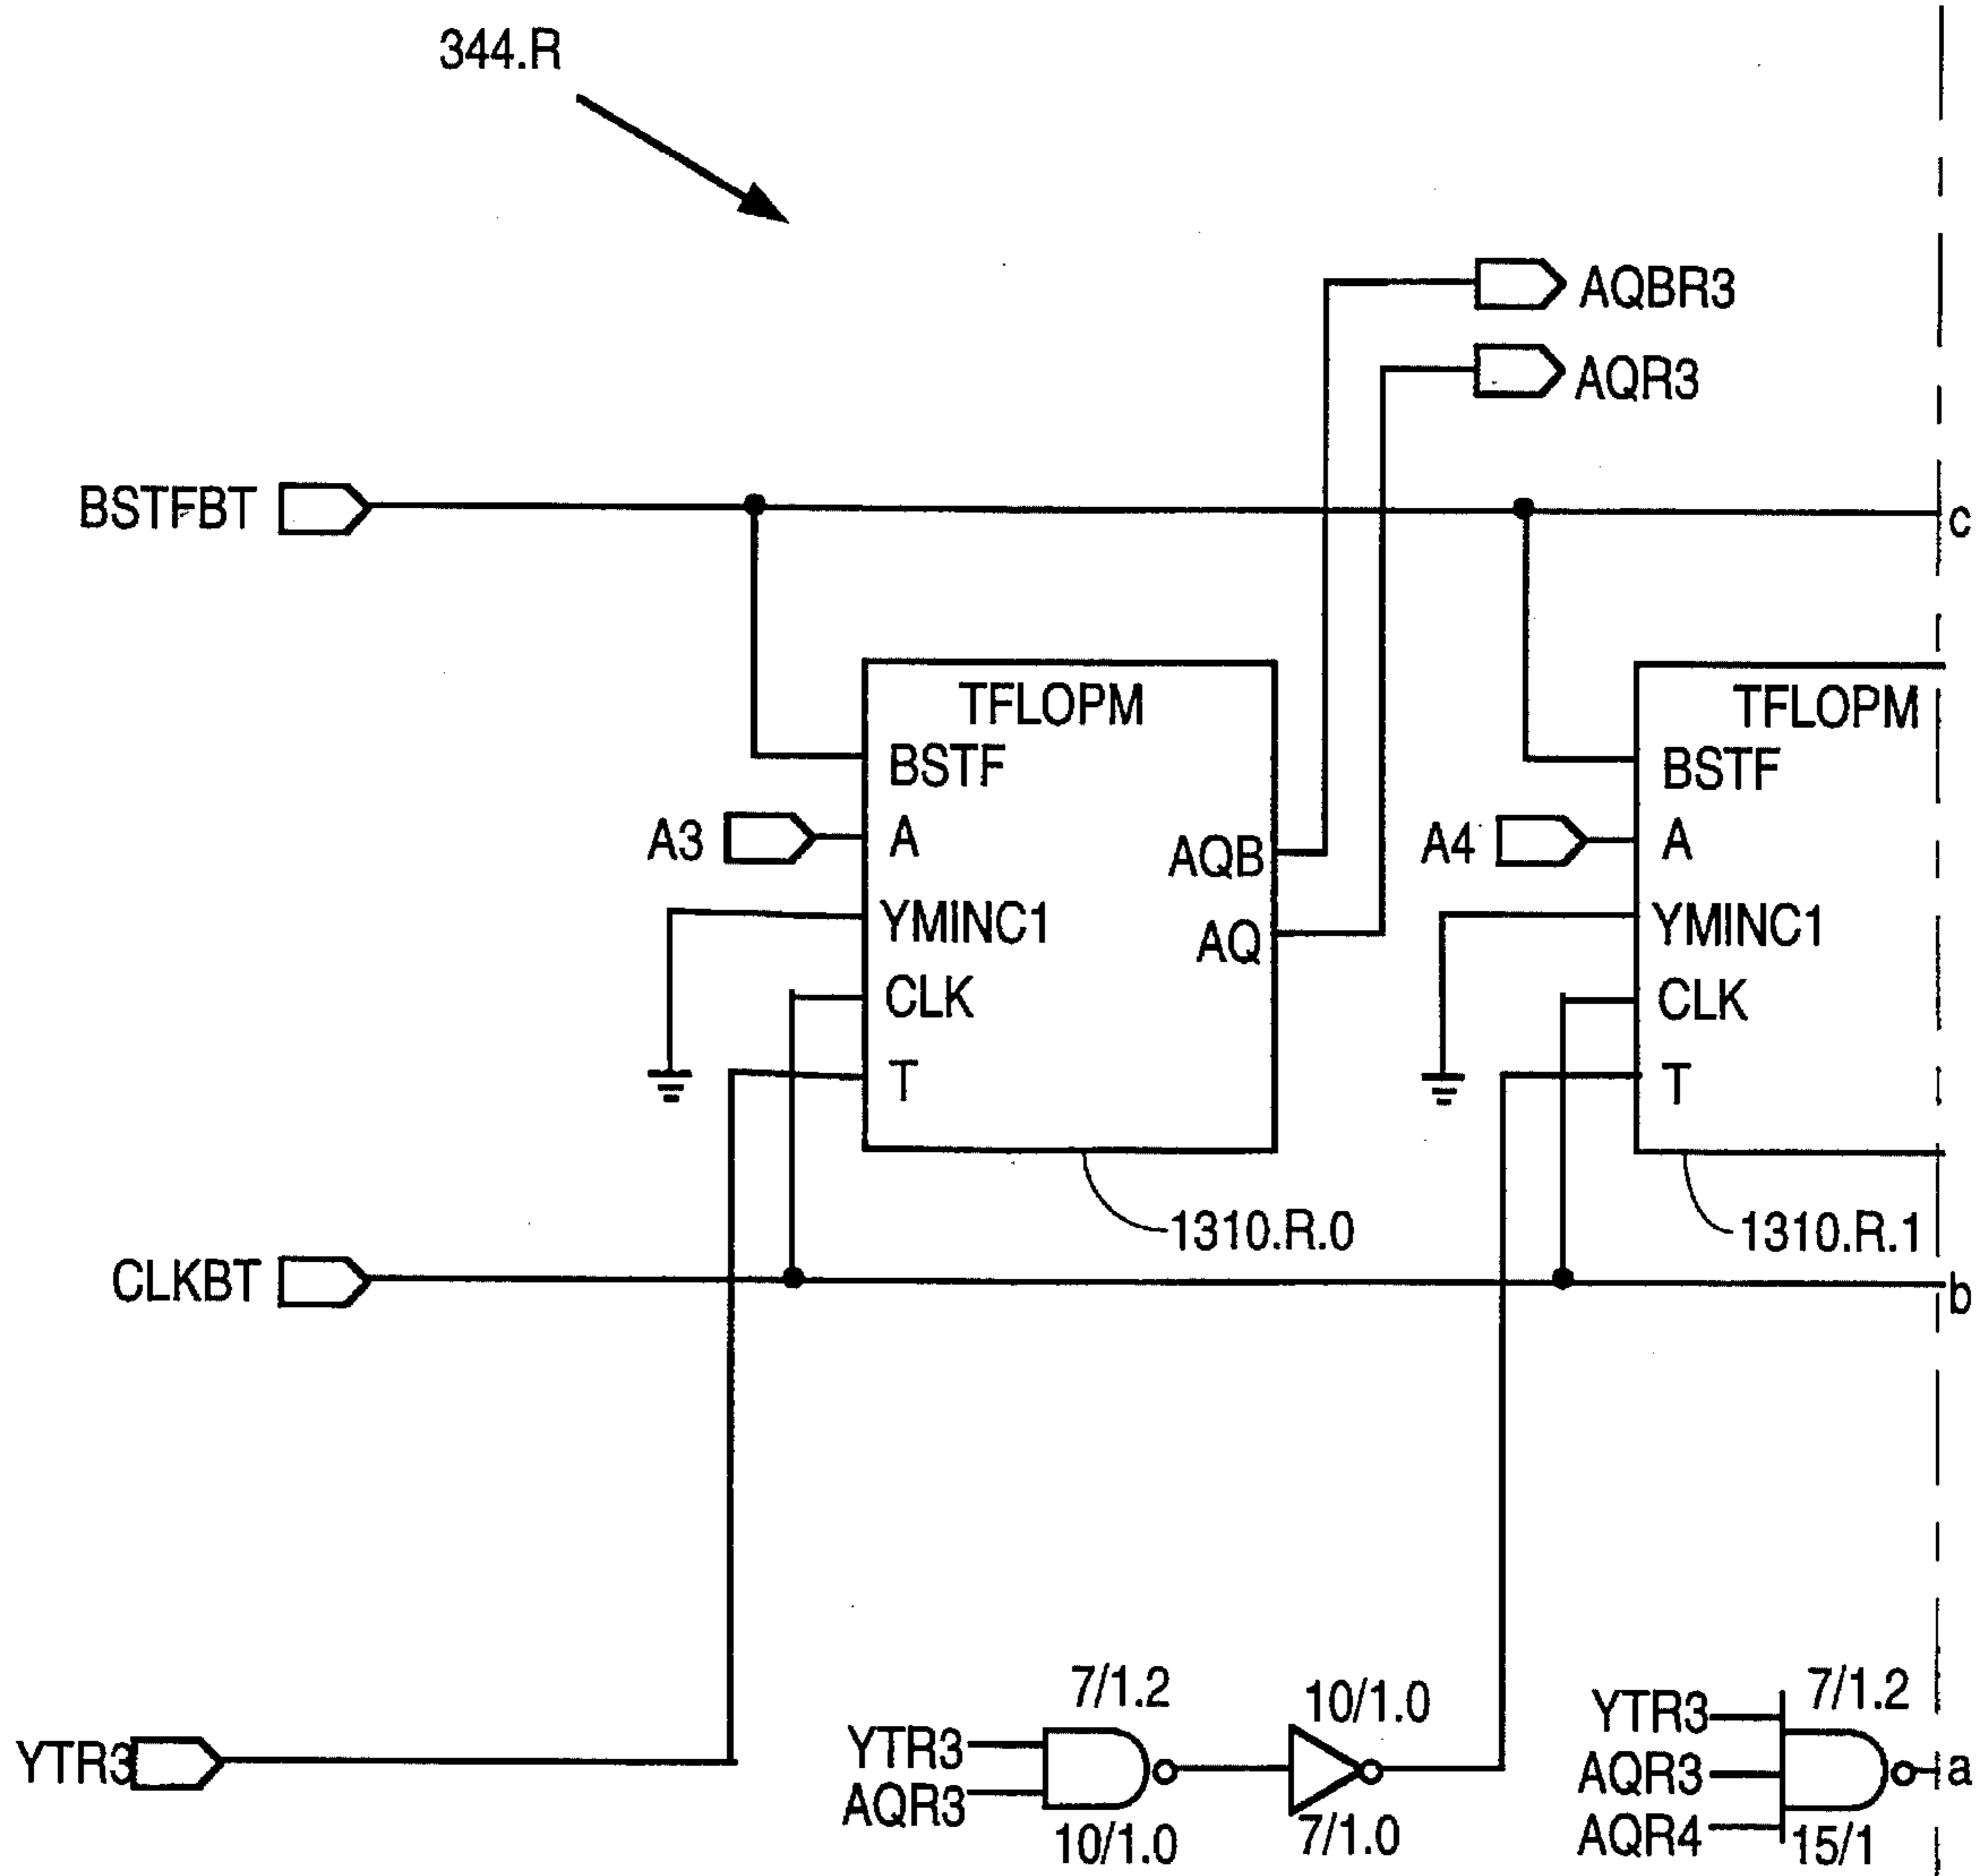 344.R
AQBR3
AQR3
BSTFBT
c
TFLOPM
BSTF
A3
A
AQB
YMINC1
AQ
CLK
T
1310.R.0
TFLOPM
BSTF
A4
A
YMINC1
CLK
T
1310.R.1
CLKBT
b
YTR3
YTR3
AQR3
7/1.2
10/1.0
10/1.0
7/1.0
YTR3
AQR3
AQR4
7/1.2
15/1
a